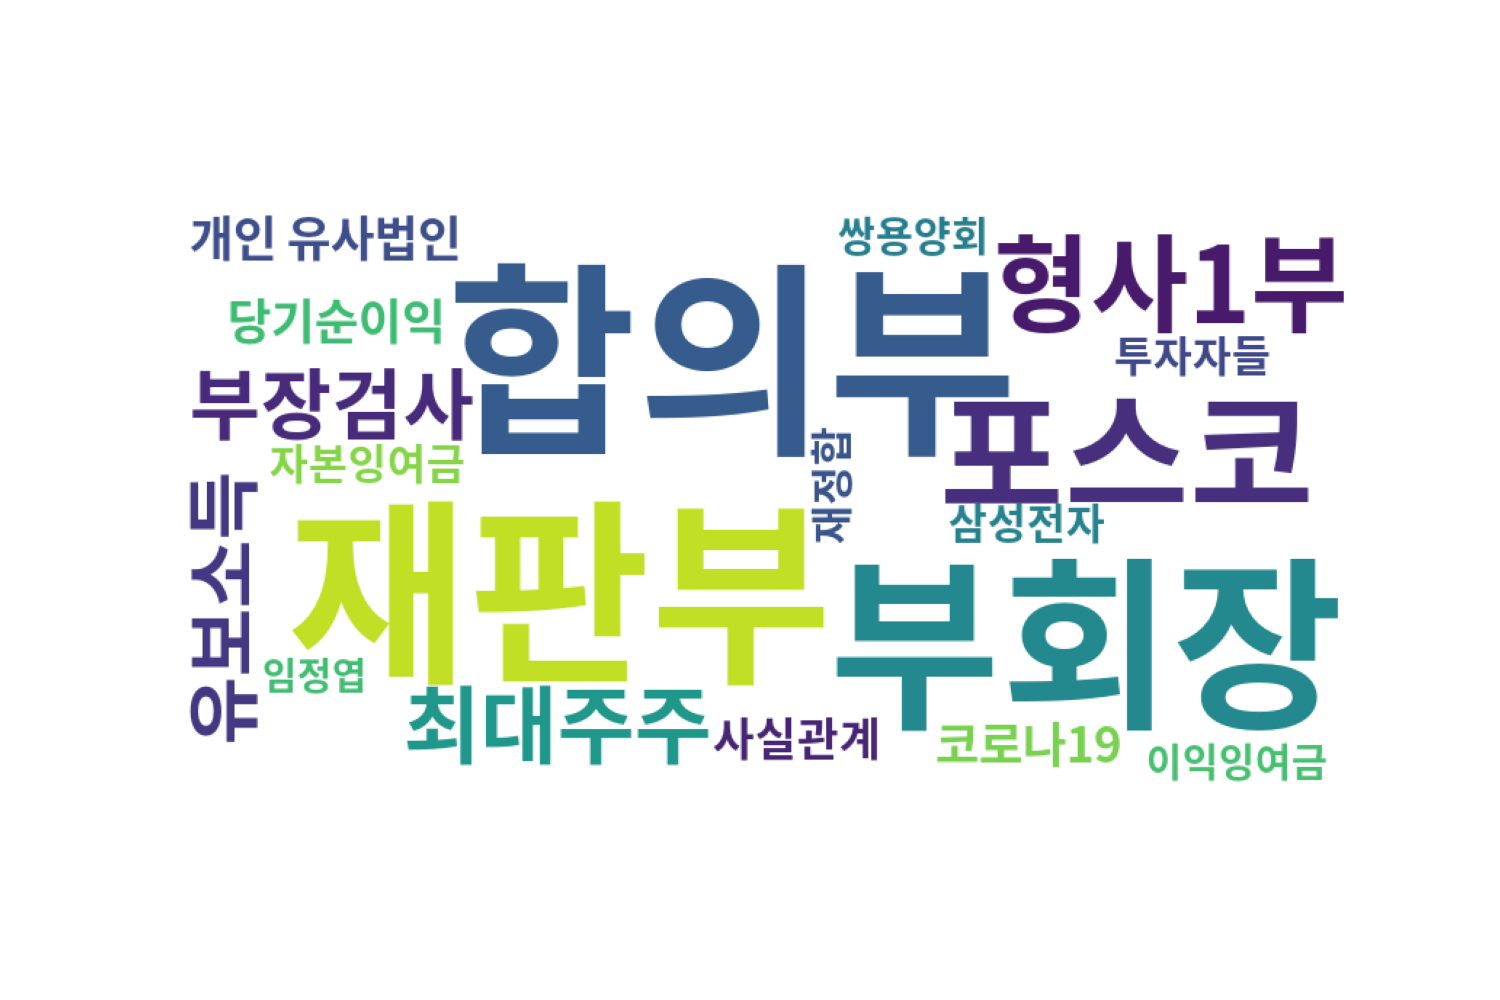 개인 유사법인
쌍용양회
형사1부
합의부
당기순이익
투자자들
부장검사
포스코
자본잉여금
재정합
유보소득
재판부
삼성전자
부회장
임정엽
최대주주
사실관계
코로나19
이익잉여금